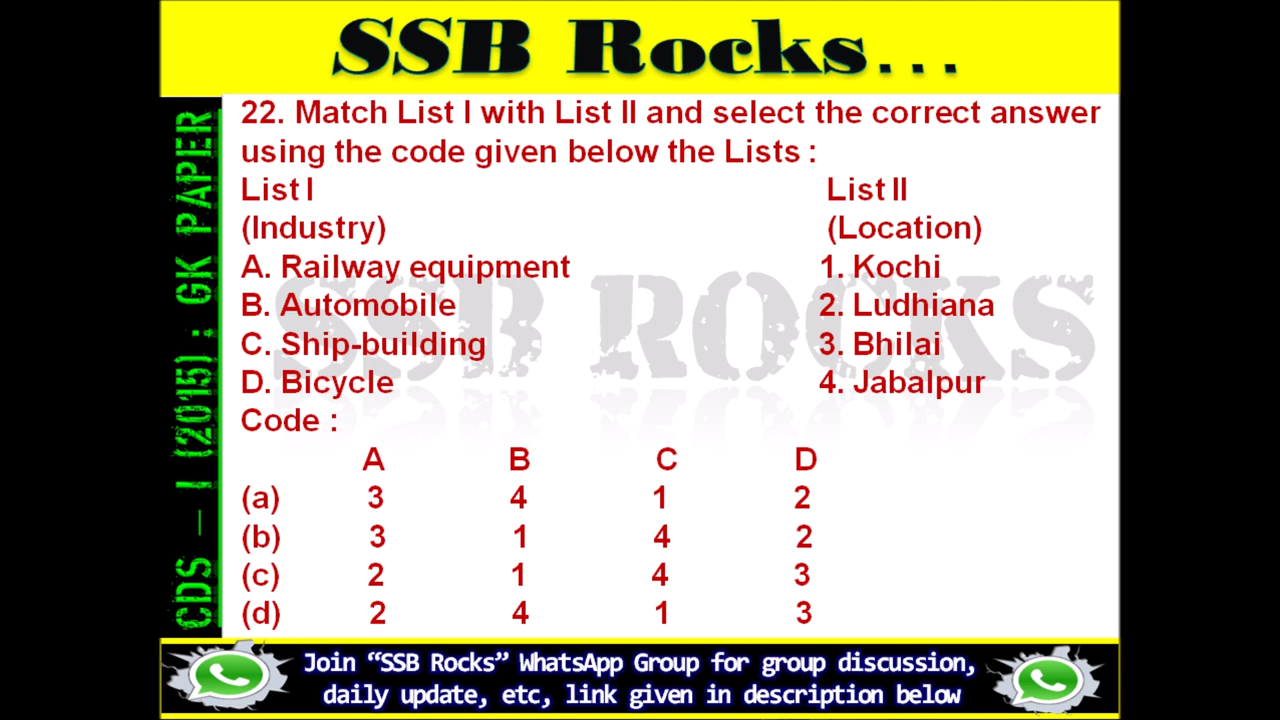 SSB Rocks...
CDS – I (2015) : GK PAPER
22. Match List I with List II and select the correct answer
using the code given below the Lists :
List I List II
(Industry) (Location)
A. Railway equipment 1. Kochi
B. Automobile 2. Ludhiana
C. Ship-building 3. Bhilai
D. Bicycle 4. Jabalpur
Code :
A B C D
(a) 3 4 1 2
(b) 3 1 4 2
(c) 2 1 4 3
(d) 2 4 1 3
SSB ROCKS
Join “SSB Rocks” WhatsApp Group for group discussion,
daily update, etc, link given in description below